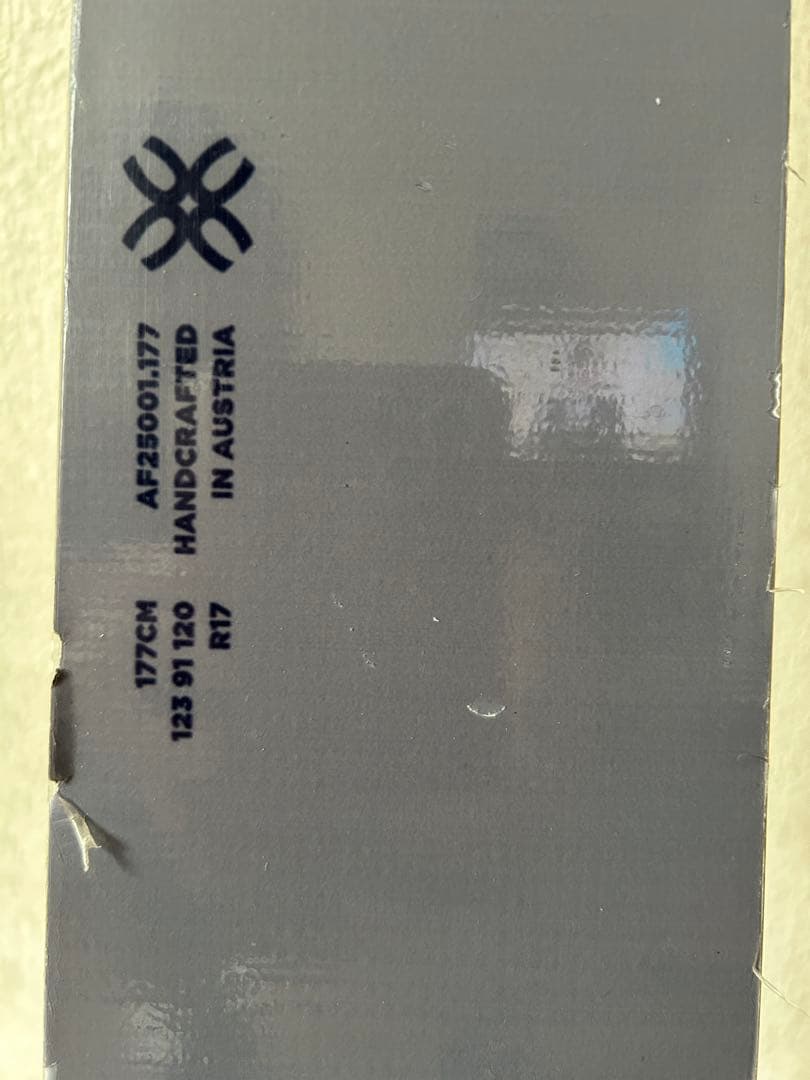 AF25001.177
HANDCRAFTED
IN AUSTRIA
177CM
123 91 120
R17